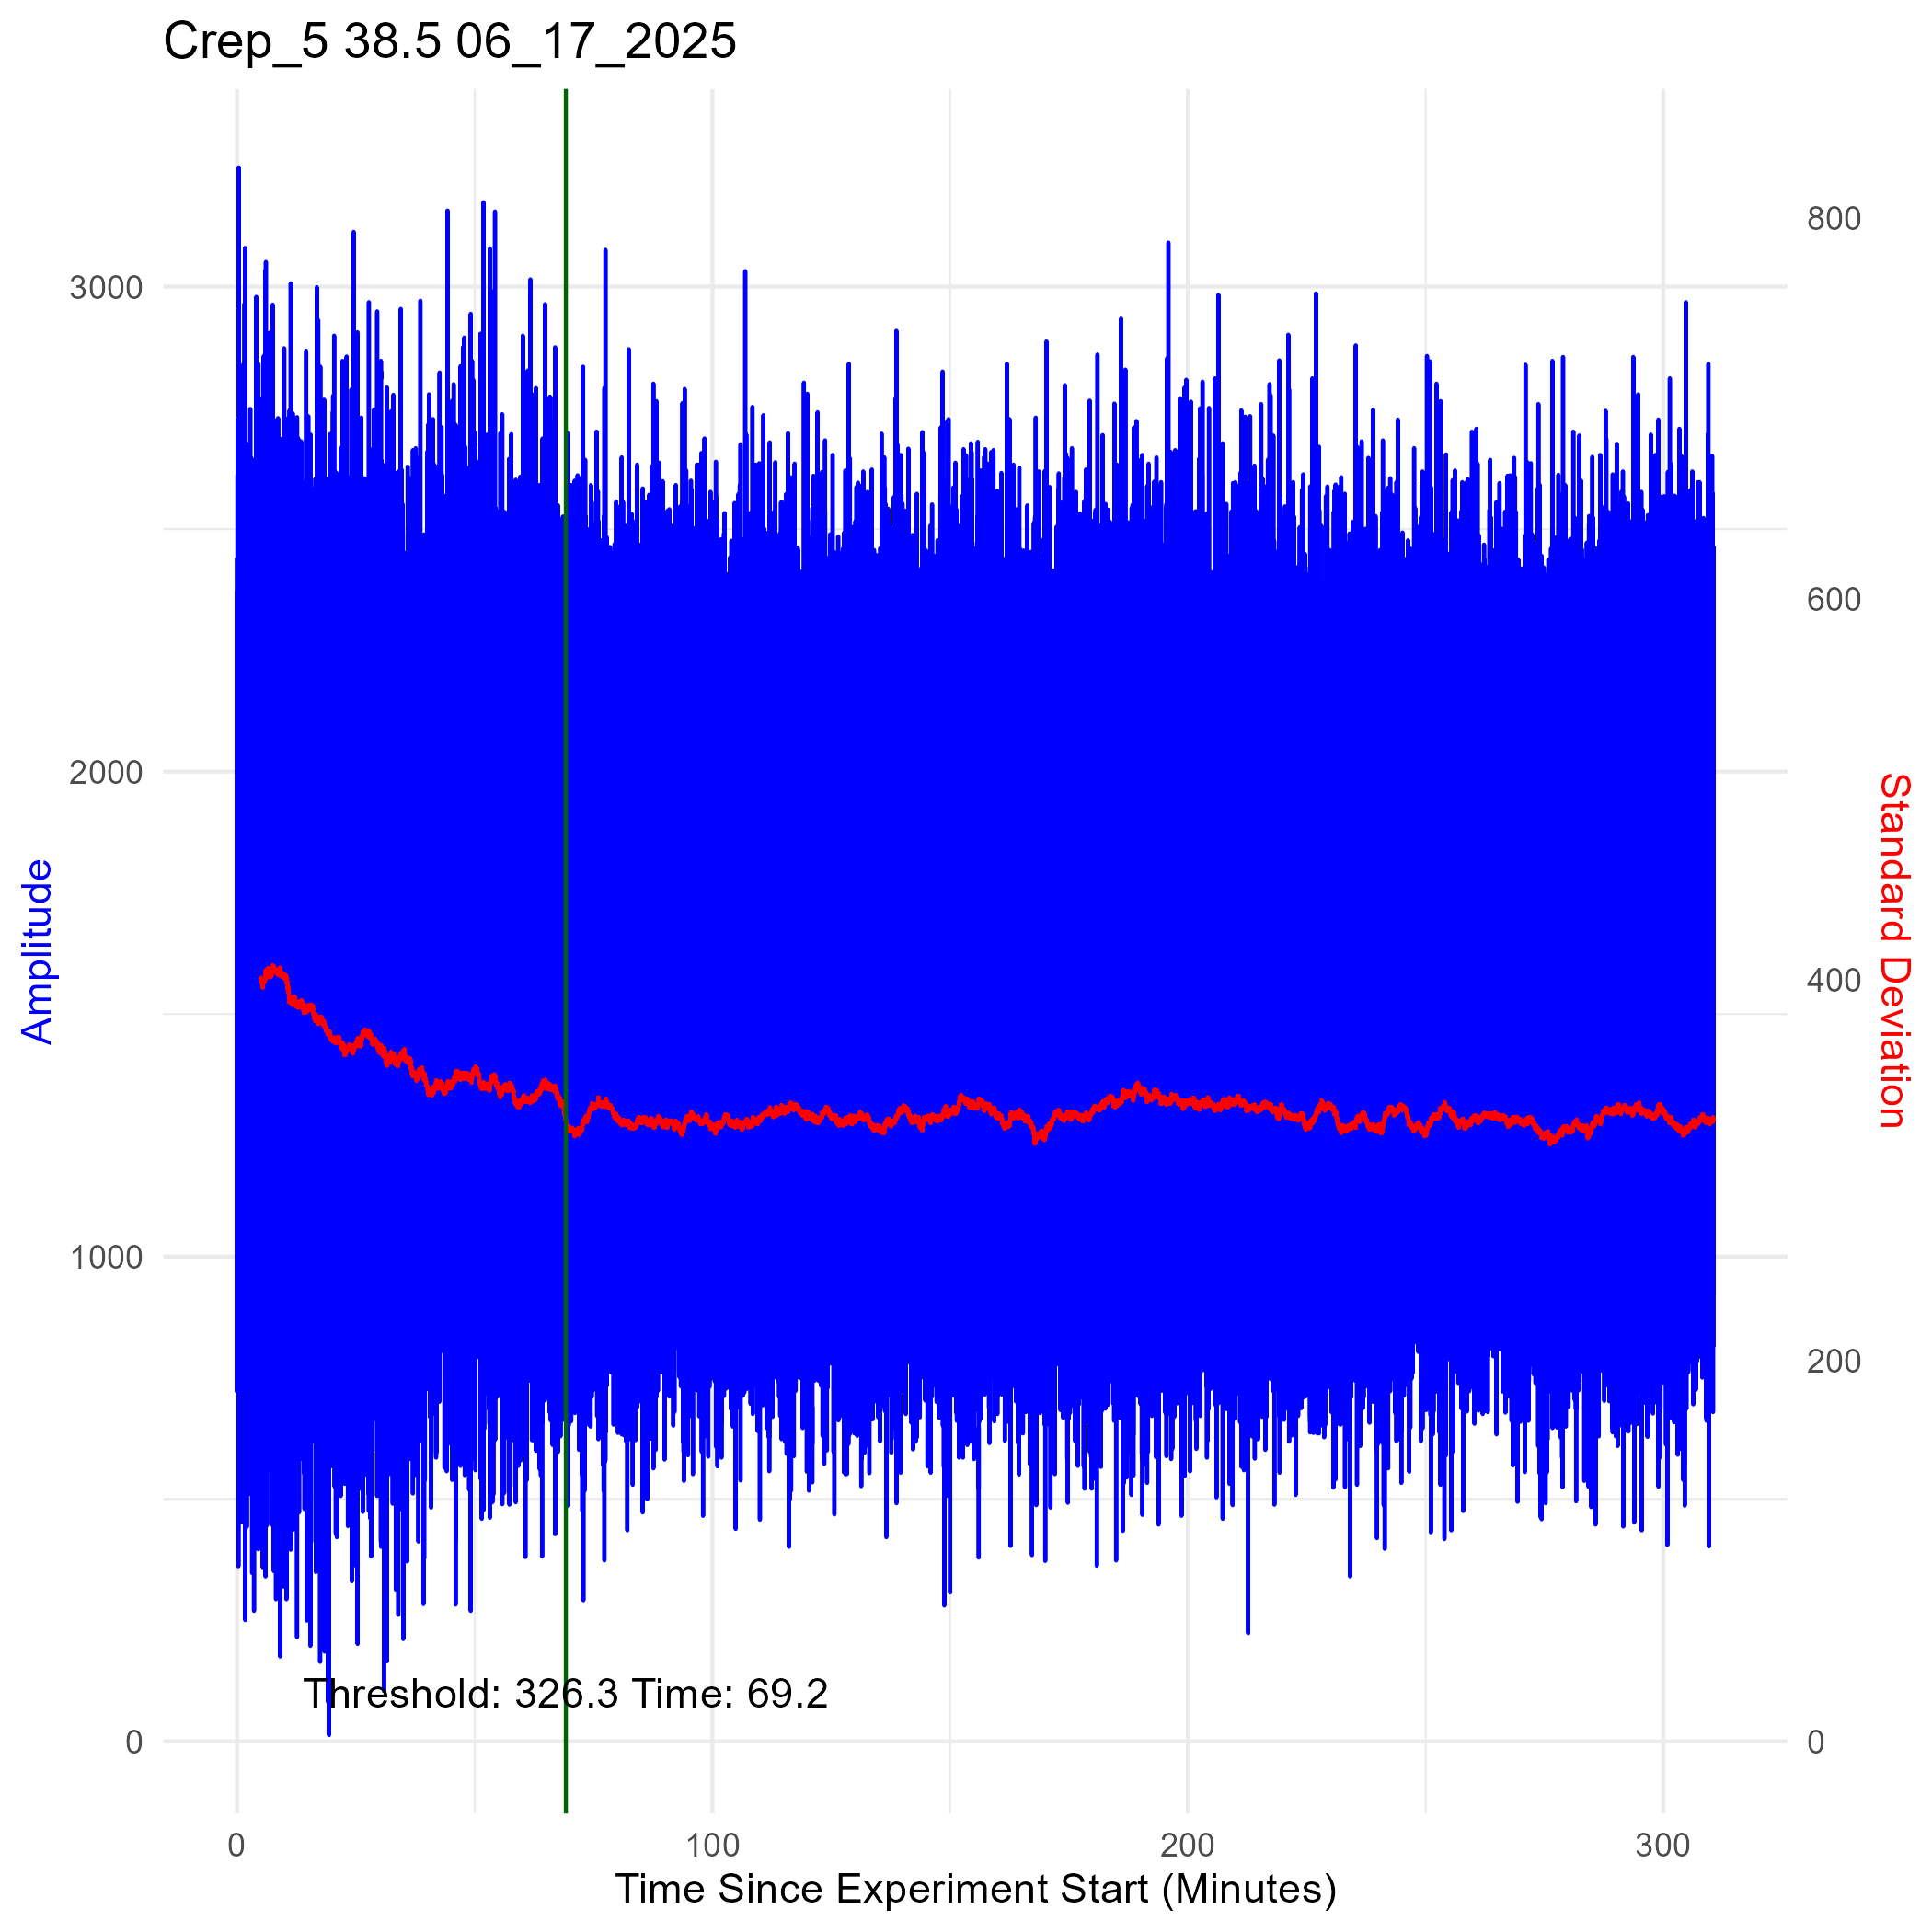 Crep_5 38.5 06_17_2025
3000
2000
1000
0
Amplitude
800
600
400
200
0
Standard Deviation
Threshold: 326.3 Time: 69.2
0 100 200 300
Time Since Experiment Start (Minutes)